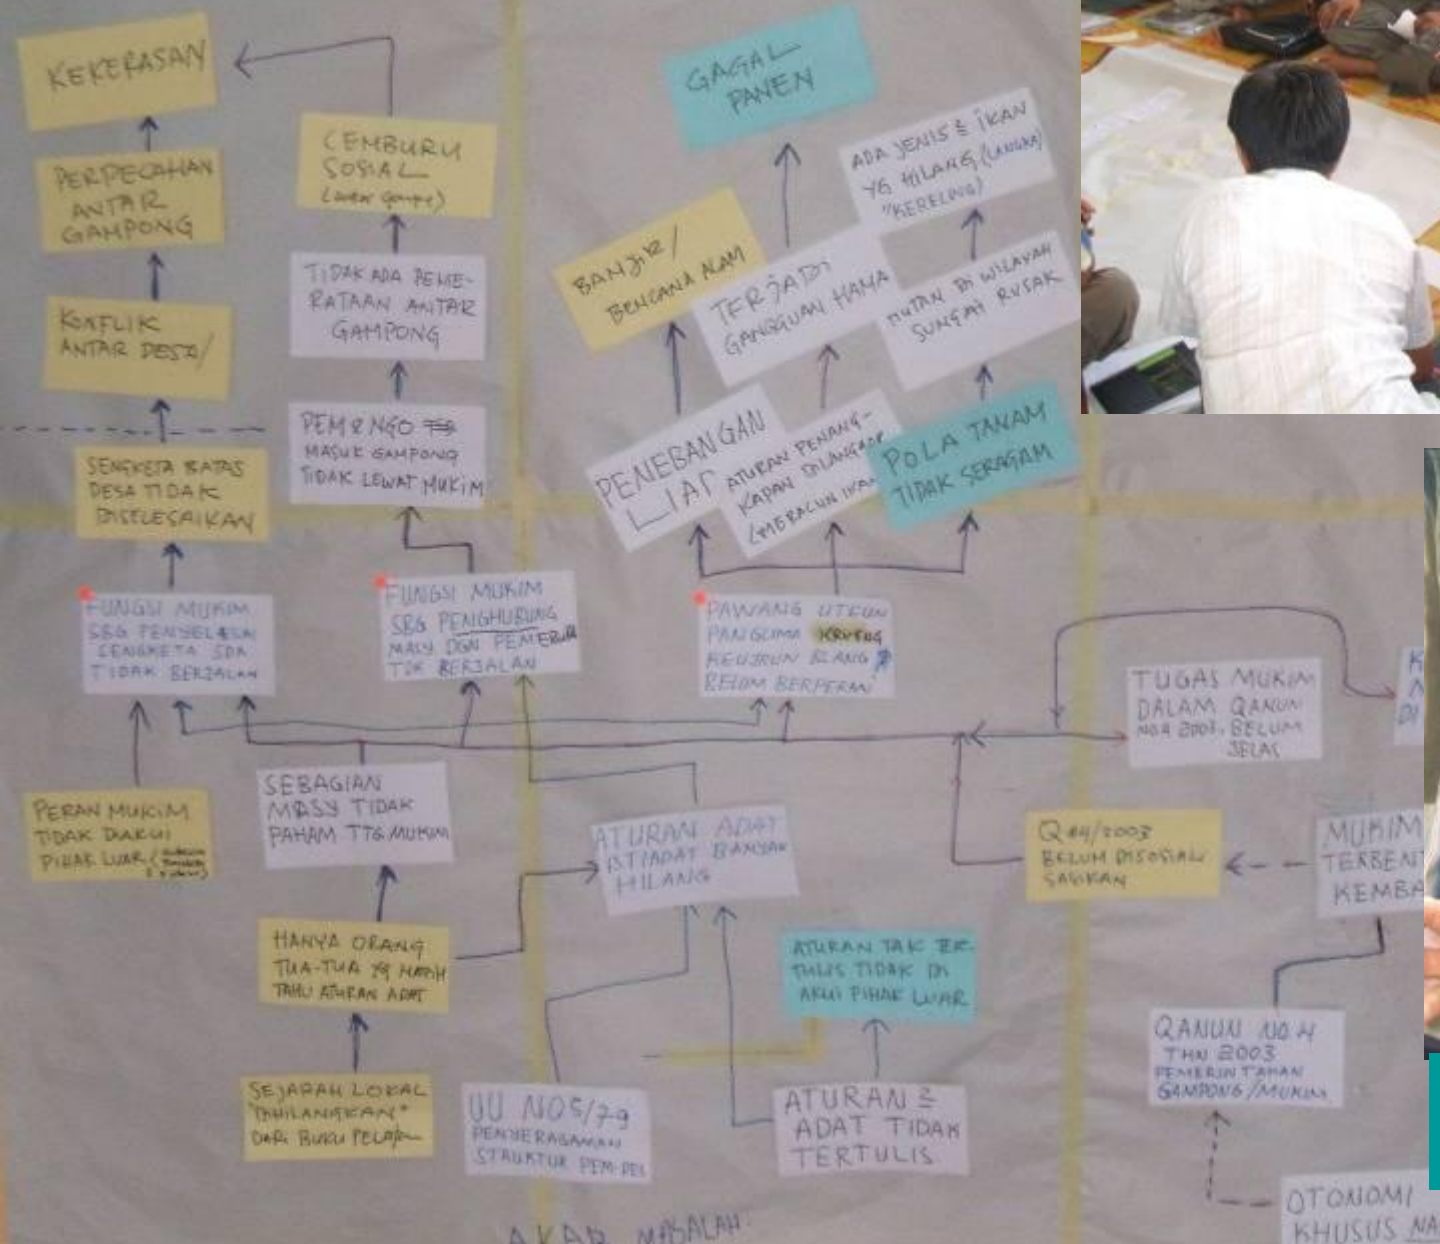 KEKERASAN
PERPECAHAN
ANTAR
GAMPONG
KONFLIK
ANTAR DESA/
SENGKETA BATAS
DESA TIDAK
DISELESAIKAN
CEMBURU
SOSIAL
TIDAK ADA PEME-
RATAAN ANTAR
GAMPONG
PEM & NGO
MASUK GAMPONG
TIDAK LEWAT MUKIM
GAGAL
PANEN
ADA JENIS² IKAN
YG HILANG (LANGKA)
"KERELING"
BANJIR/
BENCANA ALAM
TERJADI
GANGGUAN HAMA
HUTAN DI WILAYAH
SUNGAI RUSAK
PENEBANGAN
LIAR
ATURAN PENANG-
KAPAN DILANGGAR
(MERACUN IKAN
POLA TANAM
TIDAK SERAGAM
FUNGSI MUKIM
SBG PENYELESAI
SENGKETA SDA
TIDAK BERJALAN
FUNGSI MUKIM
SBG PENGHUBUNG
MASY DGN PEMERINTAH
TDK BERJALAN
PAWANG UTEUN
PANGLIMA KRUENG
KEUJRUN BLANG
BELUM BERPERAN
TUGAS MUKIM
DALAM QANUN
NO.4 2003. BELUM
JELAS
K
DI
PERAN MUKIM
TIDAK DIAKUI
PIHAK LUAR
SEBAGIAN
MASY TIDAK
PAHAM TTG MUKIM
ATURAN ADAT
ISTIADAT BANYAK
HILANG
Q #4/2003
BELUM DISOSIALI
SASIKAN
MUKIM
TERBENT
KEMBA
HANYA ORANG
TUA-TUA YG MASIH
TAHU ATURAN ADAT
ATURAN TAK TER-
TULIS TIDAK DI
AKUI PIHAK LUAR
QANUN NO.4
THN 2003
PEMERINTAHAN
GAMPONG/MUKIM
SEJARAH LOKAL
"DIHILANGKAN"
DARI BUKU PELAJAR
UU NO5/79
PENYERAGAMAN
STRUKTUR PEM-DES
ATURAN²
ADAT TIDAK
TERTULIS
OTONOMI
KHUSUS NA
AKAR MASALAH: